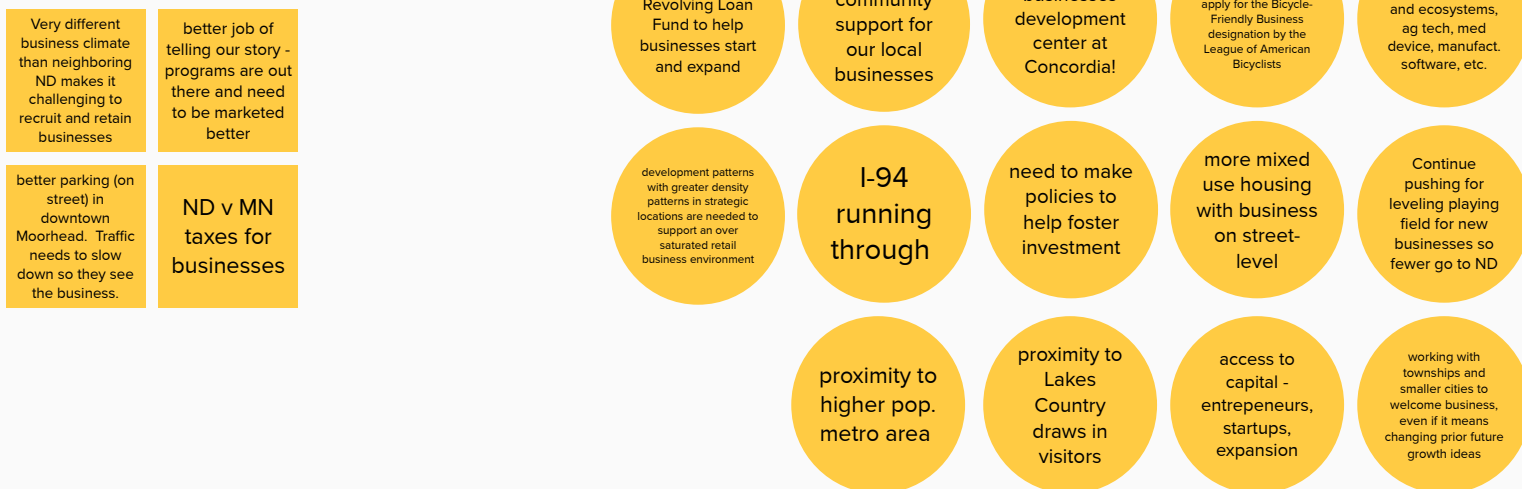 Very different
business climate
than neighboring
ND makes it
challenging to
recruit and retain
businesses
better job of
telling our story -
programs are out
there and need
to be marketed
better
better parking (on
street) in
downtown
Moorhead. Traffic
needs to slow
down so they see
the business.
ND v MN
taxes for
businesses
Revolving Loan
Fund to help
businesses start
and expand
community
support for
our local
businesses
businesses
development
center at
Concordia!
apply for the Bicycle-
Friendly Business
designation by the
League of American
Bicyclists
and ecosystems,
ag tech, med
device, manufact.
software, etc.
development patterns
with greater density
patterns in strategic
locations are needed to
support an over
saturated retail
business environment
I-94
running
through
need to make
policies to
help foster
investment
more mixed
use housing
with business
on street-
level
Continue
pushing for
leveling playing
field for new
businesses so
fewer go to ND
proximity to
higher pop.
metro area
proximity to
Lakes
Country
draws in
visitors
access to
capital -
entrepeneurs,
startups,
expansion
working with
townships and
smaller cities to
welcome business,
even if it means
changing prior future
growth ideas